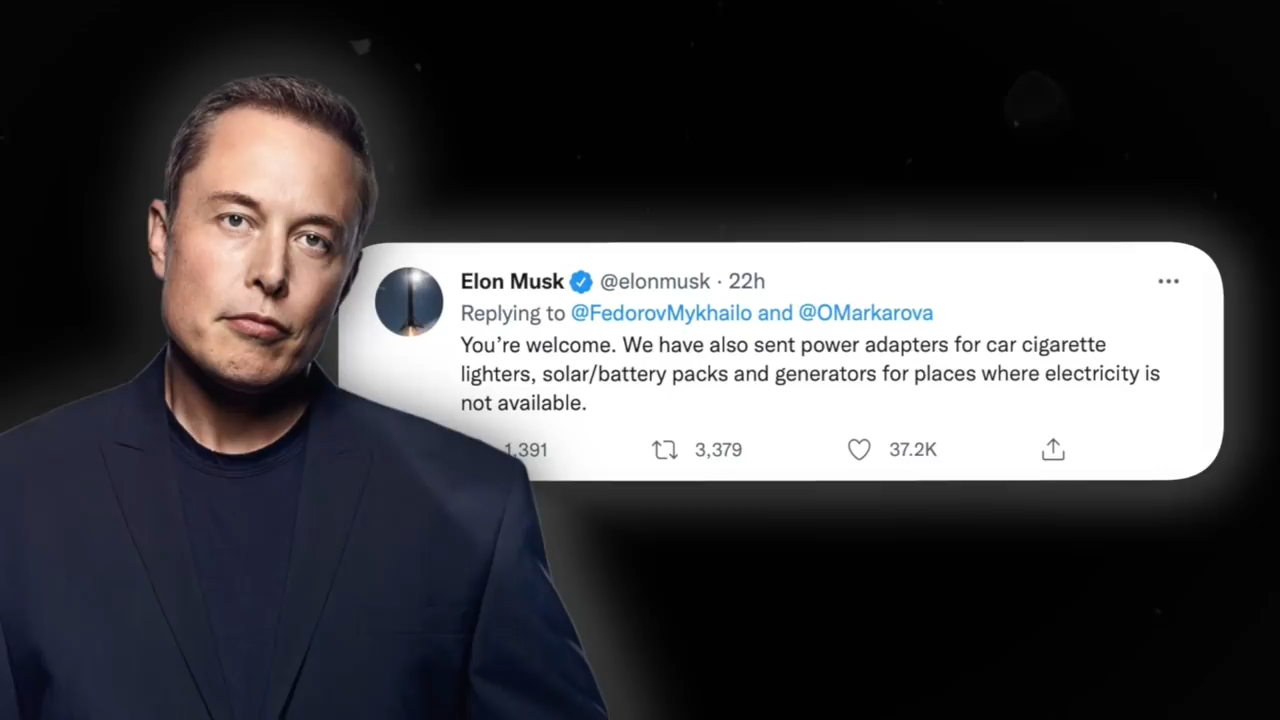 Elon Musk @elonmusk · 22h
Replying to @FedorovMykhailo and @OMarkarova
You’re welcome. We have also sent power adapters for car cigarette
lighters, solar/battery packs and generators for places where electricity is
not available.
1,391 3,379 37.2K